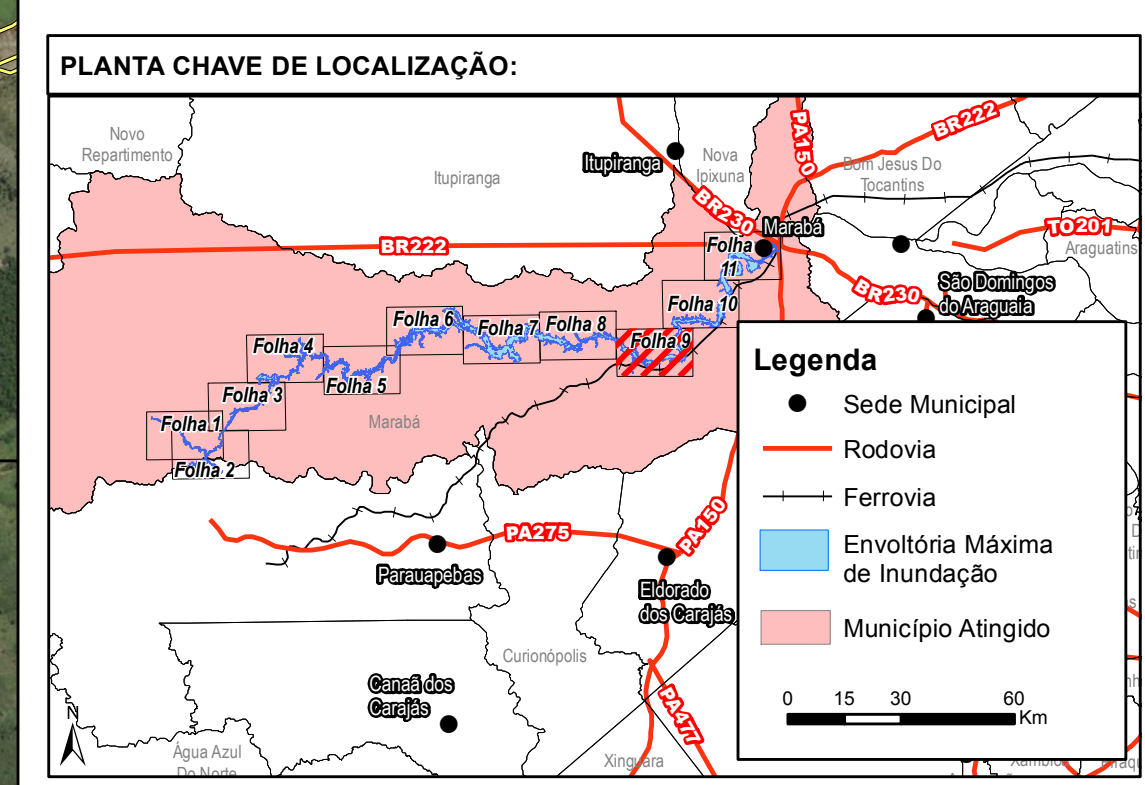 PLANTA CHAVE DE LOCALIZAÇÃO:
Novo
Repartimento
Itupiranga
Itupiranga
Nova
Ipixuna
PA150
BR222
Bom Jesus Do
Tocantins
BR230
Marabá
TO201
Araguatins
BR222
Folha
11
São Domingos
do Araguaia
BR230
Folha 10
Folha 6
Folha 7
Folha 8
Folha 9
Folha 4
Folha 5
Folha 3
Marabá
Folha 1
Folha 2
PA275
PA150
Parauapebas
Eldorado
dos Carajás
Curionópolis
Canaã dos
Carajás
PA477
N
Água Azul
Do Norte
Xinguara
Legenda
Sede Municipal
Rodovia
Ferrovia
Envoltória Máxima
de Inundação
Município Atingido
0 15 30 60
Km